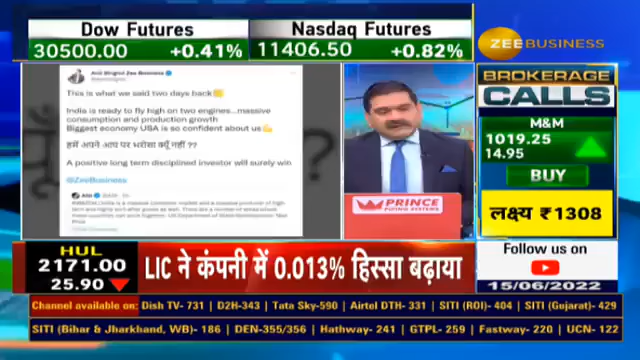 Dow Futures
30500.00 +0.41%
Nasdaq Futures
11406.50 +0.82%
ZEE BUSINESS
Anil Singhvi Zee Business
This is what we said two days back
India is ready to fly high on two engines...massive
consumption and production growth
Biggest economy USA is so confident about us
हमें अपने आप पर भरोसा क्यूँ नहीं ??
A positive long term disciplined investor will surely win
@ZeeBusiness
PRINCE
PIPING SYSTEMS
BROKERAGE
CALLS
M&M
1019.25
14.95
BUY
लक्ष्य ₹1308
HUL
2171.00
25.90
LIC ने कंपनी में 0.013% हिस्सा बढ़ाया
Follow us on
15/06/2022
Channel available on: Dish TV- 731 | D2H-343 | Tata Sky-590 | Airtel DTH- 331 | SITI (ROI)- 404 | SITI (Gujarat)- 429
SITI (Bihar & Jharkhand, WB)- 186 | DEN-355/356 | Hathway- 241 | GTPL- 259 | Fastway- 220 | UCN- 122